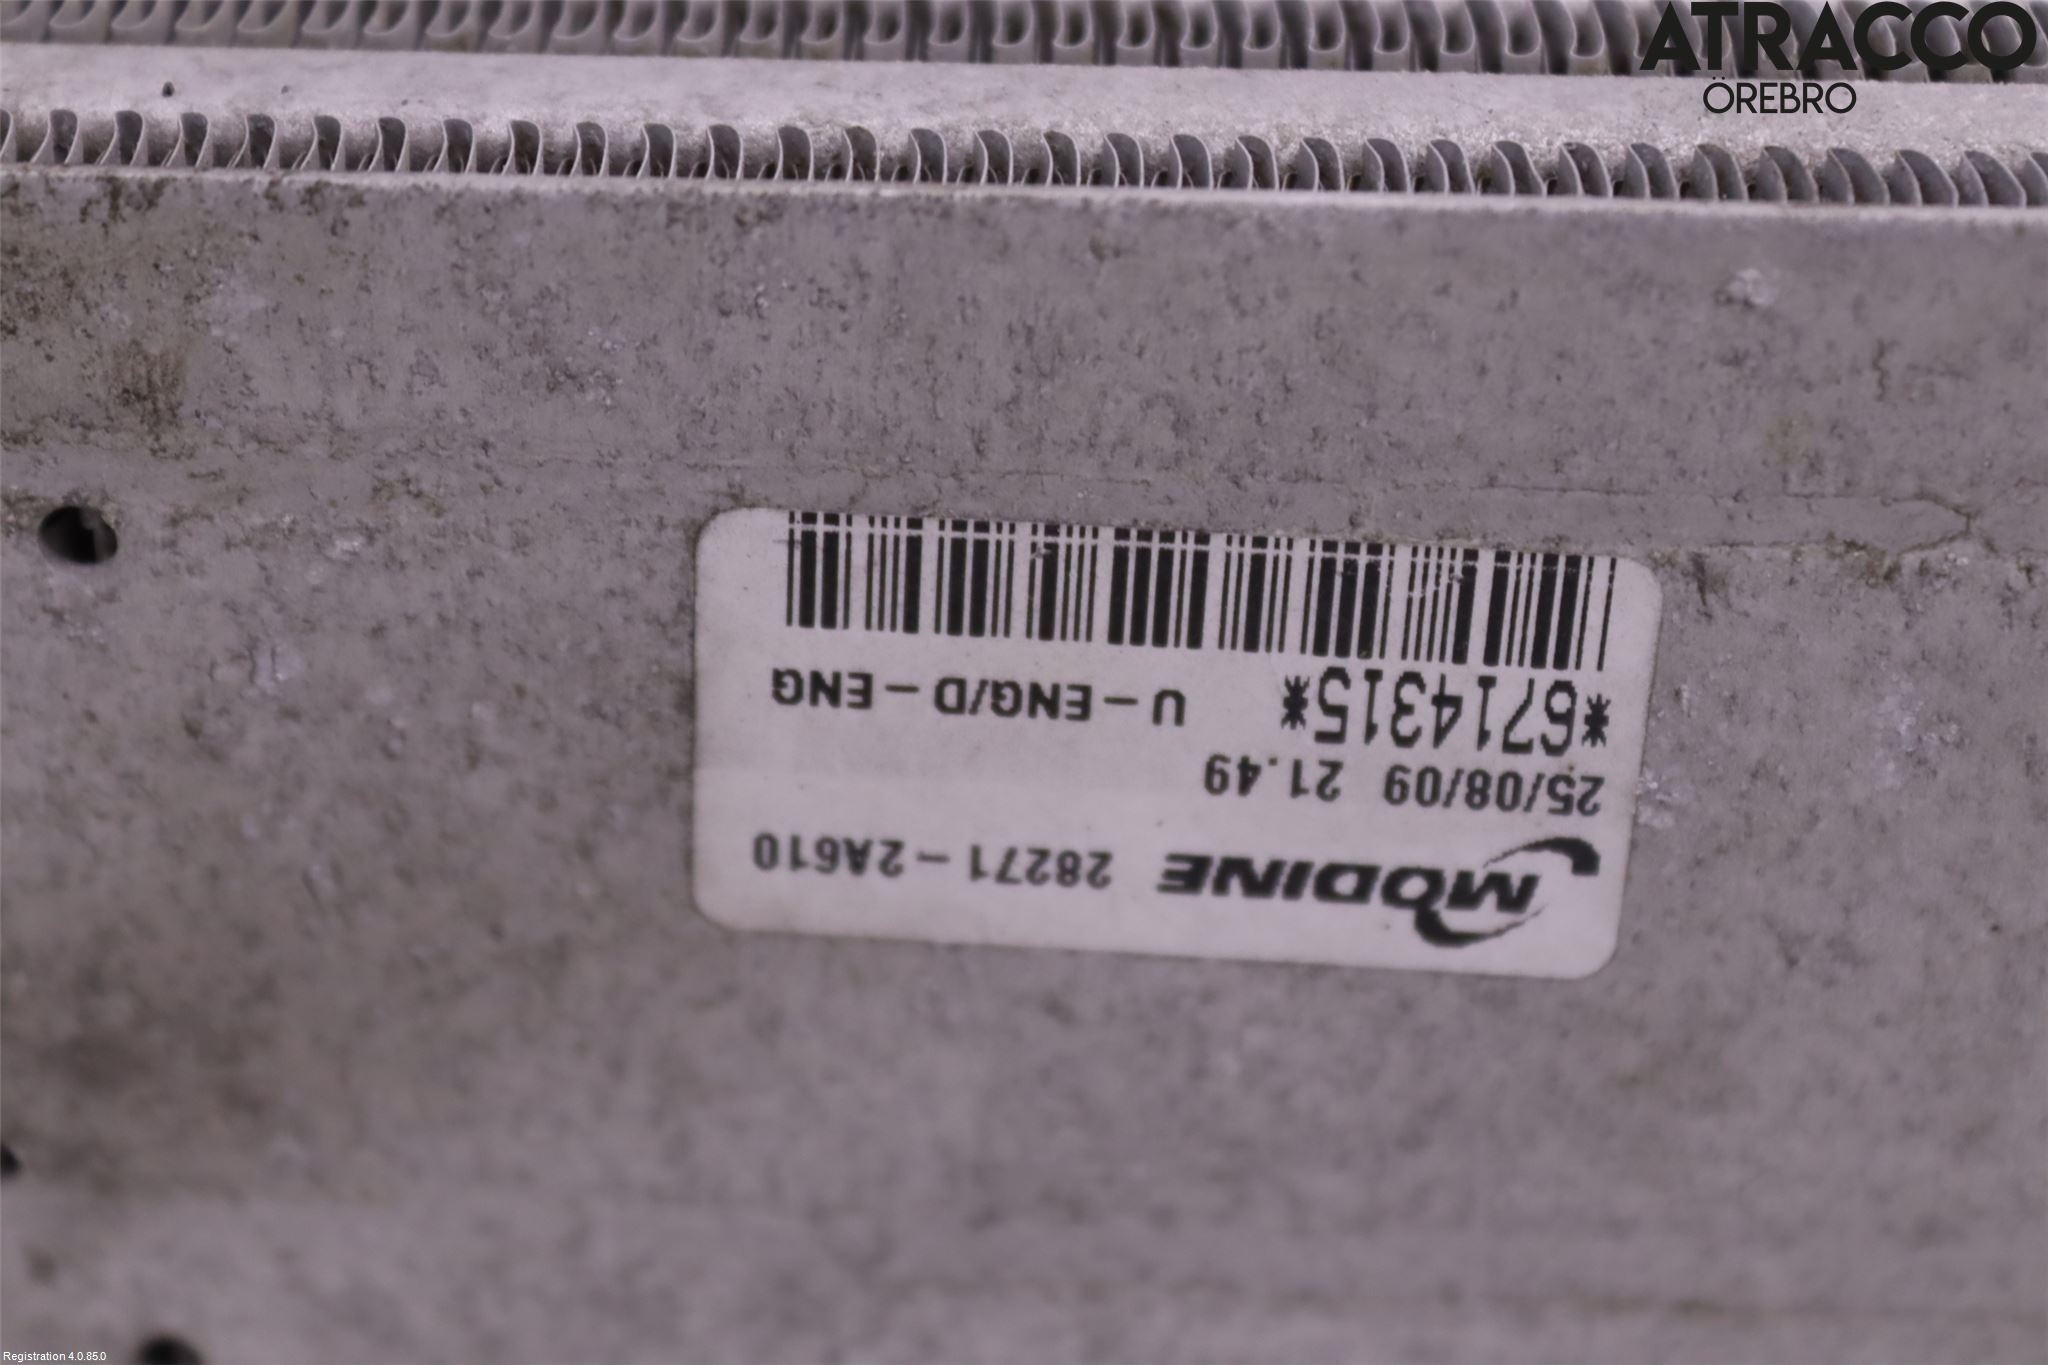 ATRACCO
ÖREBRO
MODINE 28271-2A610
25/08/09 21.49
*6714315* U-ENG/D-ENG
Registration 4.0.85.0